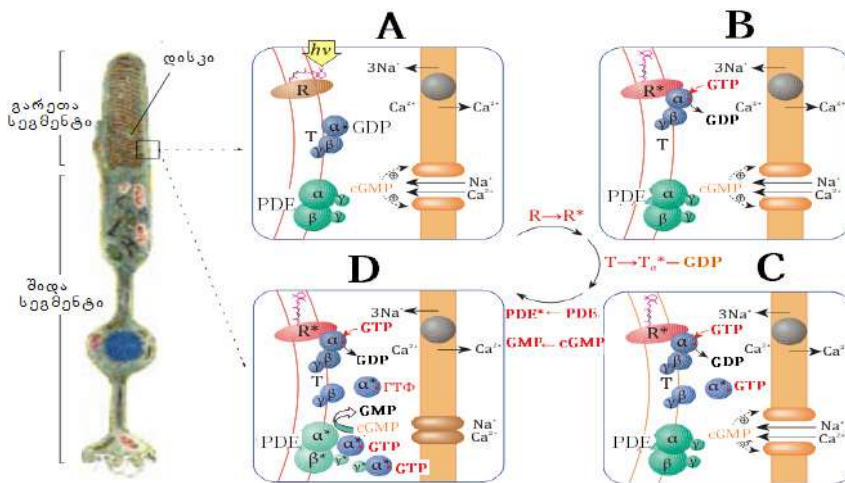 დისკი
გარეთა
სეგმენტი
შიდა
სეგმენტი
A
hν
R
T
α*
GDP
β
γ
PDE
α
γ
β
γ
cGMP
3Na⁺
Ca²⁺
Ca²⁺
Na⁺
Ca²⁺
B
R*
α
GTP
GDP
γ β
T
PDE
α
γ
β
γ
cGMP
3Na⁺
Ca²⁺
Ca²⁺
Na⁺
Ca²⁺
R→R*
T→Tα*—GDP
PDE*← PDE
GMP← cGMP
D
R*
α
GTP
GDP
γ β
T
α* ГТФ
γ β
GMP
cGMP
PDE
α*
α*
GTP
β*
γ*
γ* α* GTP
3Na⁺
Ca²⁺
Ca²⁺
Na⁺
Ca²⁺
C
R*
α
GTP
GDP
γ β
T
α* GTP
γ β
PDE
α
γ
β
γ
cGMP
3Na⁺
Ca²⁺
Ca²⁺
Na⁺
Ca²⁺